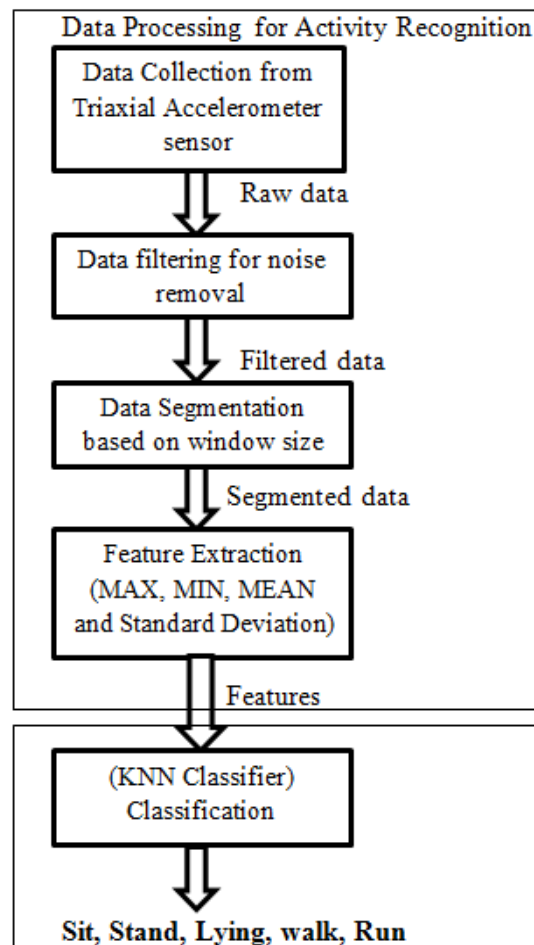 Data Processing for Activity Recognition
Data Collection from
Triaxial Accelerometer
sensor
Raw data
Data filtering for noise
removal
Filtered data
Data Segmentation
based on window size
Segmented data
Feature Extraction
(MAX, MIN, MEAN
and Standard Deviation)
Features
(KNN Classifier)
Classification
Sit, Stand, Lying, walk, Run